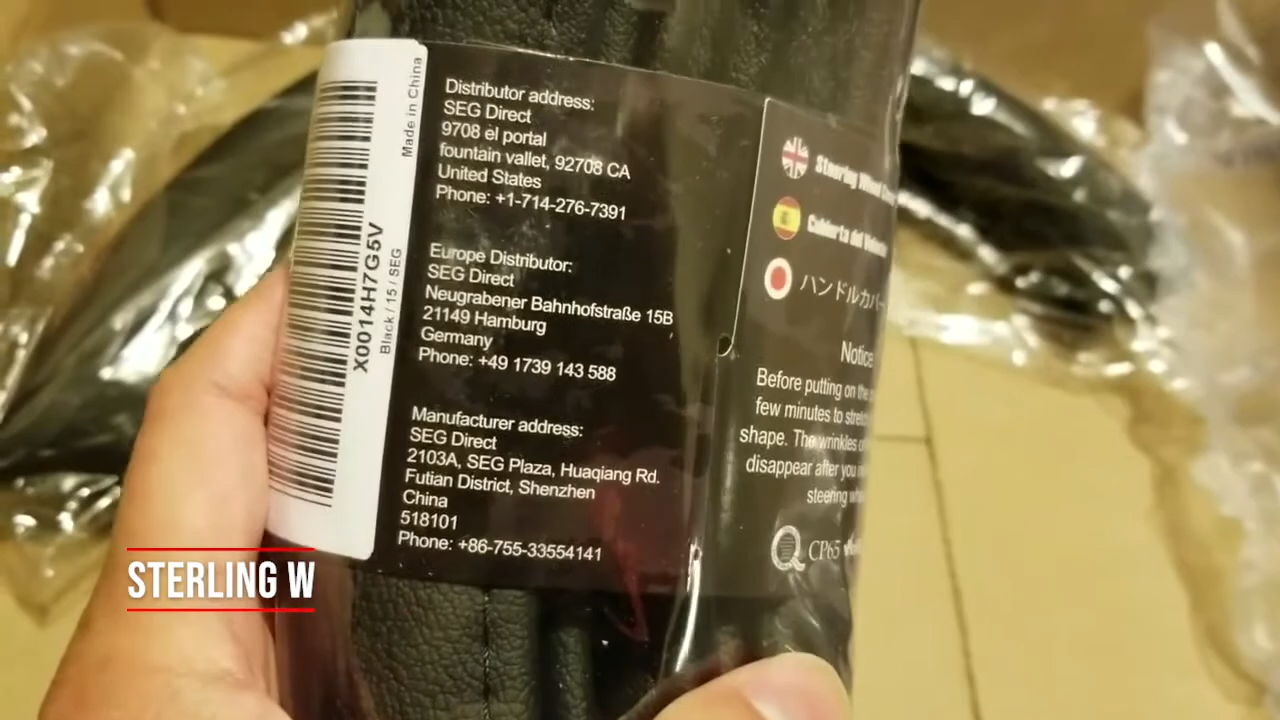 Made in China
X0014H7G5V
Black / 15 / SEG
Distributor address:
SEG Direct
9708 el portal
fountain vallet, 92708 CA
United States
Phone: +1-714-276-7391
Europe Distributor:
SEG Direct
Neugrabener Bahnhofstraße 15B
21149 Hamburg
Germany
Phone: +49 1739 143 588
Manufacturer address:
SEG Direct
2103A, SEG Plaza, Huaqiang Rd.
Futian District, Shenzhen
China
518101
Phone: +86-755-33554141
Steering Wheel
Cubierta del
ハンドルカバー
Notice
Before putting on the
few minutes to stretch
shape. The wrinkles
disappear after you
steering
CP65
STERLING W